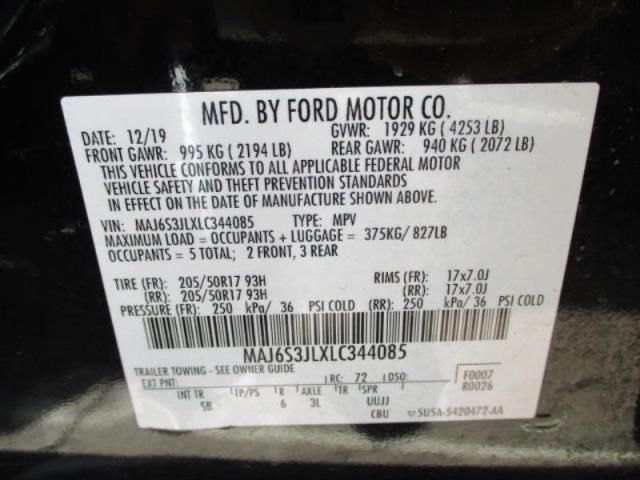 MFD. BY FORD MOTOR CO.
DATE: 12/19 GVWR: 1929 KG ( 4253 LB)
FRONT GAWR: 995 KG ( 2194 LB) REAR GAWR: 940 KG ( 2072 LB)
THIS VEHICLE CONFORMS TO ALL APPLICABLE FEDERAL MOTOR
VEHICLE SAFETY AND THEFT PREVENTION STANDARDS
IN EFFECT ON THE DATE OF MANUFACTURE SHOWN ABOVE.
VIN: MAJ6S3JLXLC344085 TYPE: MPV
MAXIMUM LOAD = OCCUPANTS + LUGGAGE = 375KG/ 827LB
OCCUPANTS = 5 TOTAL; 2 FRONT, 3 REAR
TIRE (FR): 205/50R17 93H RIMS (FR): 17x7.0J
(RR): 205/50R17 93H (RR): 17x7.0J
PRESSURE (FR): 250 kPa/ 36 PSI COLD (RR): 250 kPa/ 36 PSI COLD
MAJ6S3JLXLC344085
TRAILER TOWING - SEE OWNER GUIDE
EXT PNT: RC: 72 DSO: F0007
R0026
INT TR TP/PS R AXLE TR SPR
SB 6 3L UUJJ
CBU 5U5A-5420472-AA